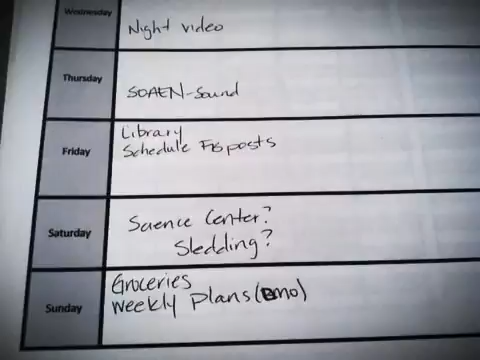 Wednesday
Night video
Thursday
SOAEN-Sound
Friday
Library
Schedule FB posts
Saturday
Science Center?
Sledding?
Sunday
Groceries
Weekly Plans (Bmo)